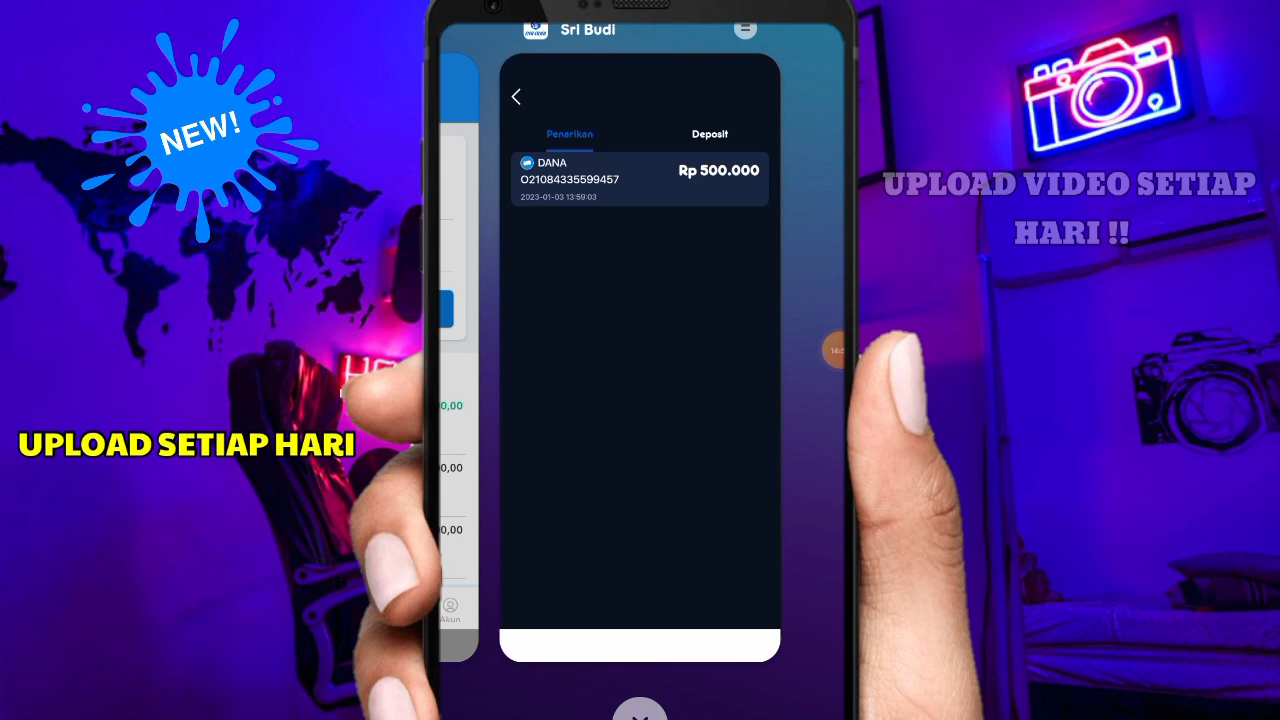 Sri Budi
NEW!
Penarikan
Deposit
DANA
O21084335599457
Rp 500.000
2023-01-03 13:59:03
UPLOAD VIDEO SETIAP
HARI !!
0,00
UPLOAD SETIAP HARI
0,00
0,00
Akun